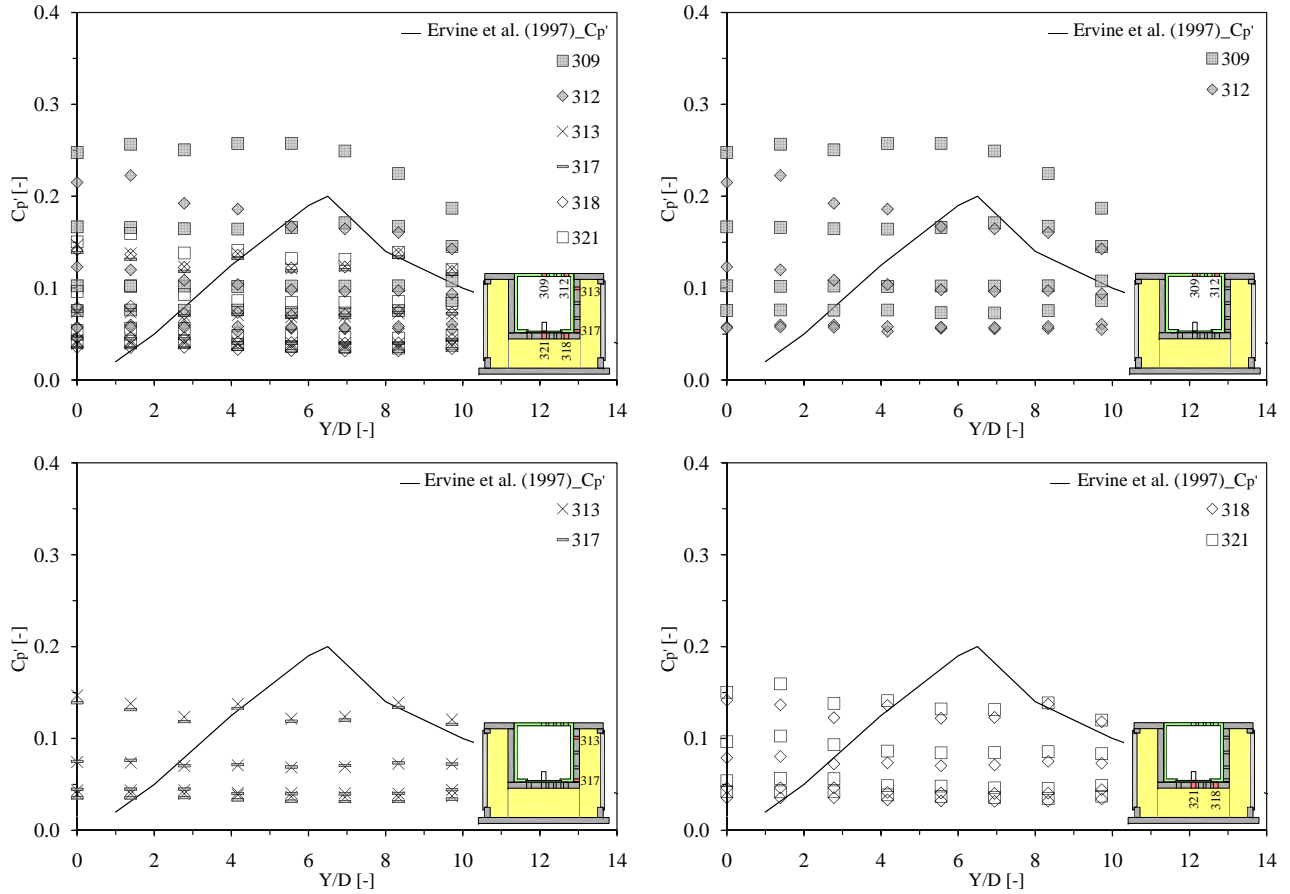 Ervine et al. (1997)_Cp'
309
312
313
317
318
321
0.4
0.3
0.2
0.1
0.0
Cp' [-]
309
312
313
317
321
318
0 2 4 6 8 10 12 14
Y/D [-]
Ervine et al. (1997)_Cp'
309
312
0.4
0.3
0.2
0.1
0.0
Cp' [-]
309
312
0 2 4 6 8 10 12 14
Y/D [-]
Ervine et al. (1997)_Cp'
313
317
0.4
0.3
0.2
0.1
0.0
Cp' [-]
313
317
0 2 4 6 8 10 12 14
Y/D [-]
Ervine et al. (1997)_Cp'
318
321
0.4
0.3
0.2
0.1
0.0
Cp' [-]
321
318
0 2 4 6 8 10 12 14
Y/D [-]